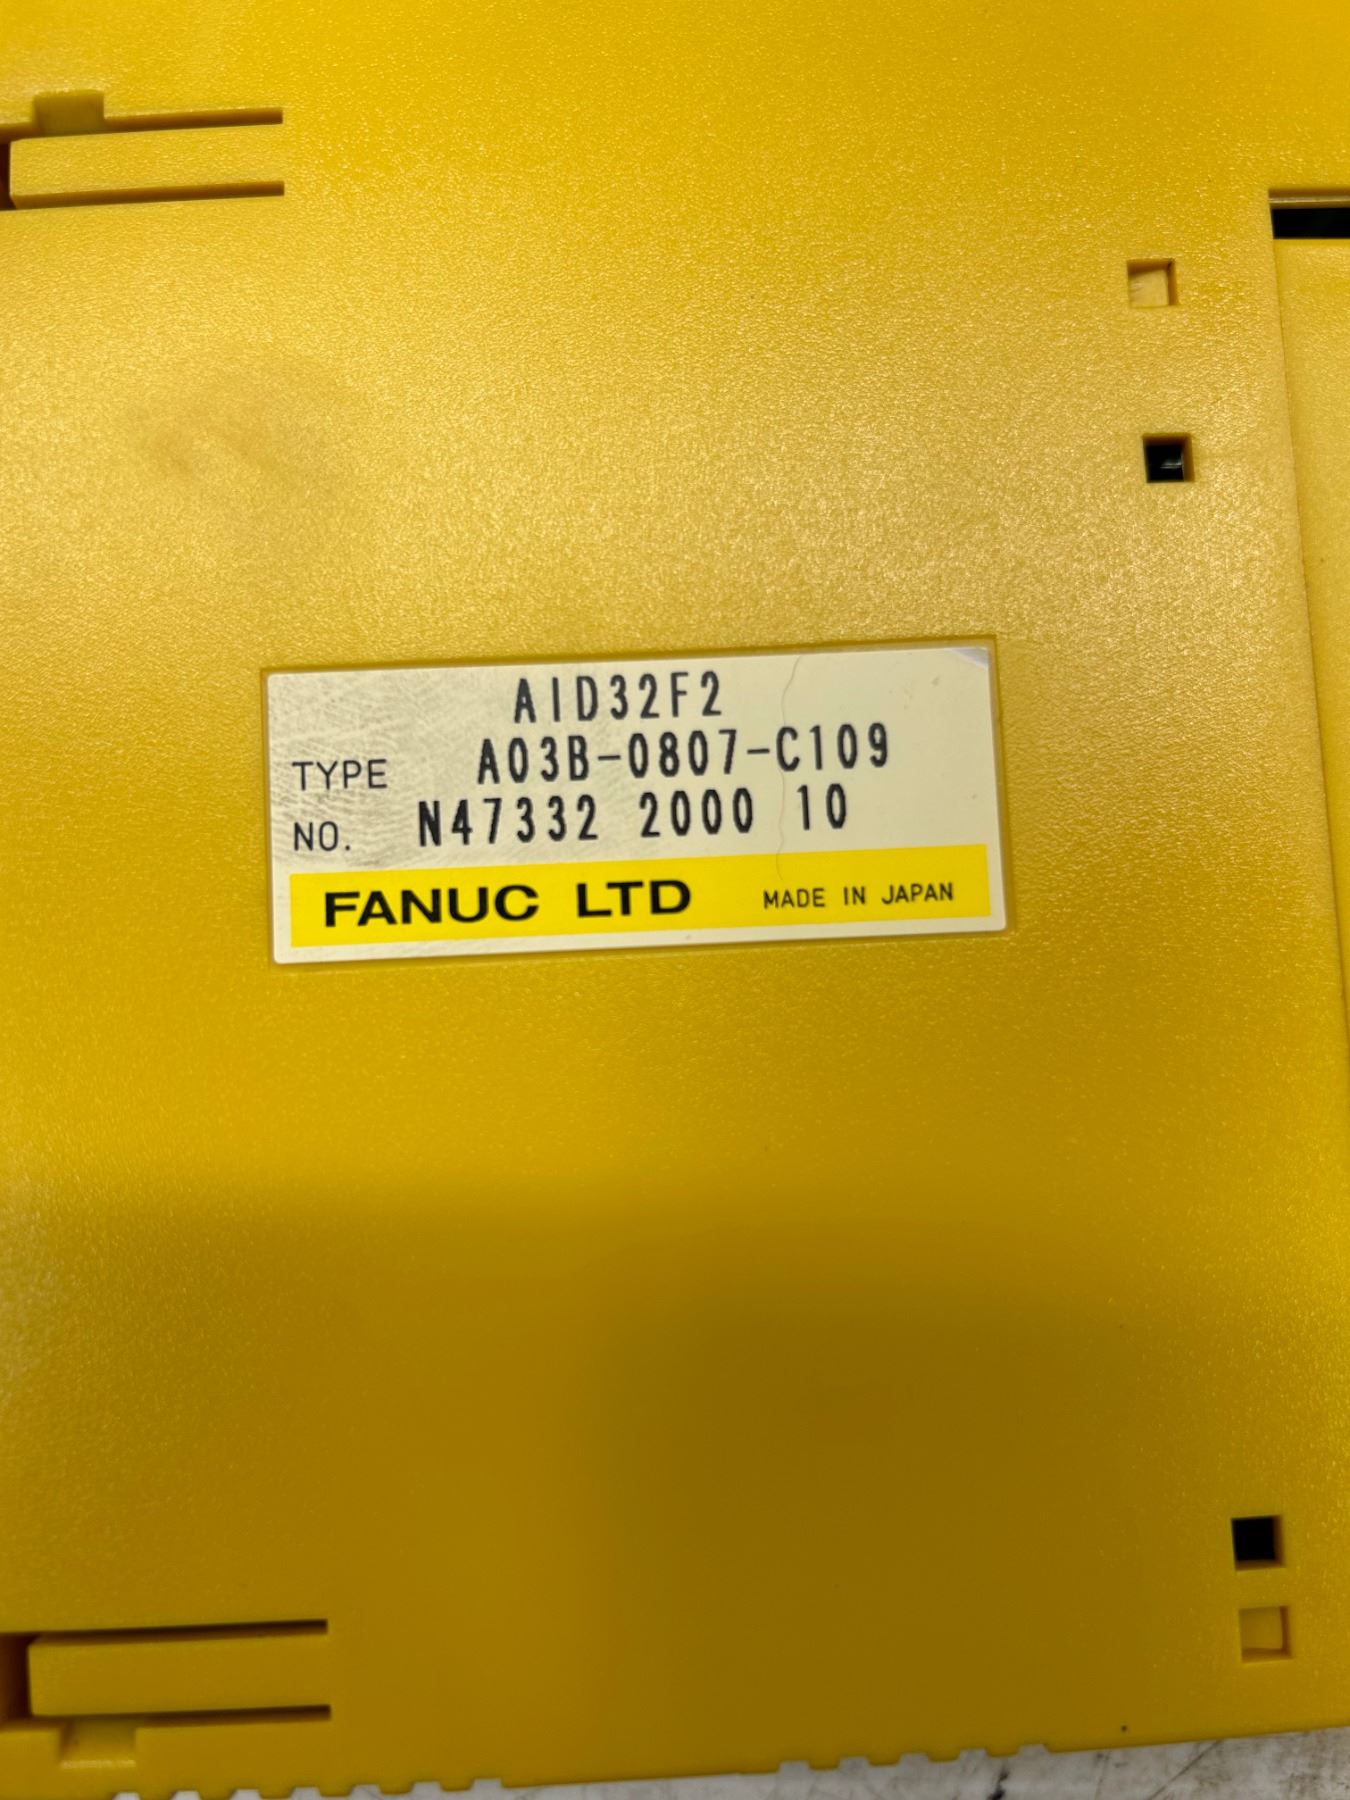 AID32F2
TYPE A03B-0807-C109
NO. N47332 2000 10
FANUC LTD MADE IN JAPAN